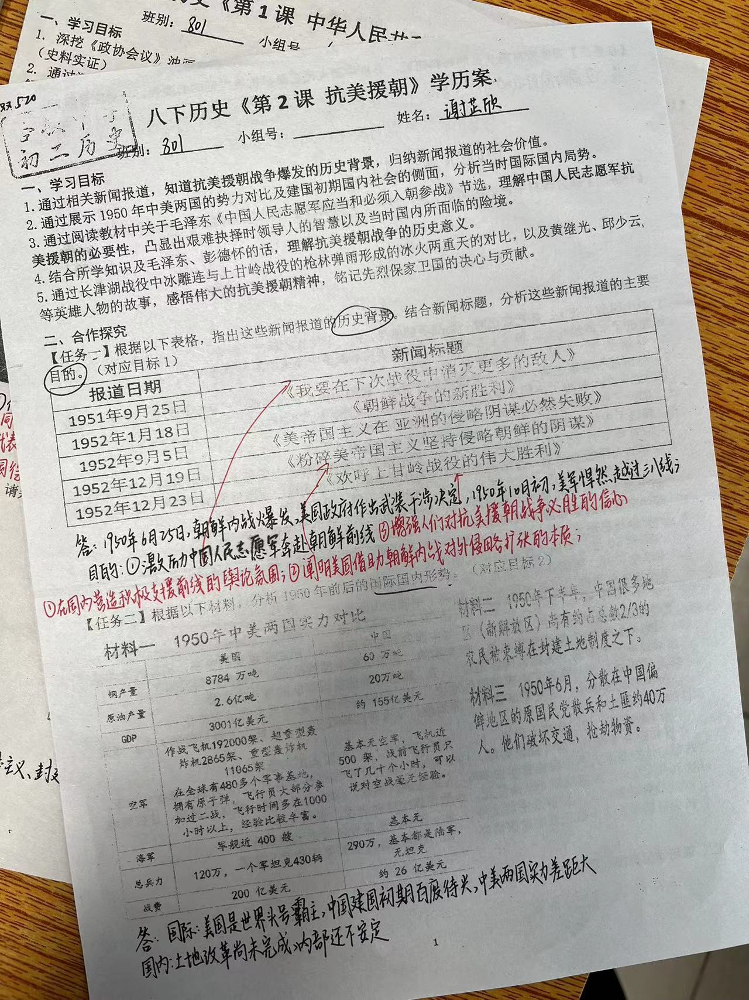 《第1课 中华人民共
班别：801
小组号
一、学习目标
1. 深挖《政协会议》油画
（史料实证）
2. 通过
初二历史
八下历史《第2课 抗美援朝》学历案
班别：801 小组号： 姓名：谢芷欣
一、学习目标
1. 通过相关新闻报道，知道抗美援朝战争爆发的历史背景，归纳新闻报道的社会价值。
2. 通过展示1950年中美两国的势力对比及建国初期国内社会的侧面，分析当时国际国内局势。
3. 通过阅读教材中关于毛泽东《中国人民志愿军应当和必须入朝参战》节选，理解中国人民志愿军抗
美援朝的必要性，凸显出艰难抉择时领导人的智慧以及当时国内所面临的险境。
4. 结合所学知识及毛泽东、彭德怀的话，理解抗美援朝战争的历史意义。
5. 通过长津湖战役中冰雕连与上甘岭战役的枪林弹雨形成的冰火两重天的对比，以及黄继光、邱少云，
等英雄人物的故事，感悟伟大的抗美援朝精神，铭记先烈保家卫国的决心与贡献。
二、合作探究
【任务一】根据以下表格，指出这些新闻报道的历史背景。结合新闻标题，分析这些新闻报道的主要
目的。（对应目标1）
报道日期 新闻标题
1951年9月25日 《我要在下次战役中消灭更多的敌人》
1952年1月18日 《朝鲜战争的新胜利》
1952年9月5日 《美帝国主义在 亚洲的侵略阴谋必然失败》
1952年12月19日 《粉碎美帝国主义坚持侵略朝鲜的阴谋》
1952年12月23日 《欢呼上甘岭战役的伟大胜利》
答：1950年6月25日，朝鲜内战爆发，美国政府作出武装干涉决定，1950年10月初，美军悍然越过三八线；
目的：①激励中国人民志愿军奔赴朝鲜前线 ③增强人们对抗美援朝战争必胜的信心
①在国内营造积极支援前线的舆论氛围；②阐明美国借助朝鲜内战对外侵略扩张的本质；
【任务二】根据以下材料，分析1950年前后的国际国内形势。（对应目标2）
材料一 1950年中美两国实力对比
美国 中国
钢产量 8784 万吨 60 万吨
原油产量 2.6亿吨 20万吨
GDP 3001亿美元 约 155亿美元
空军
作战飞机192000架、超重型轰
炸机2865架、重型轰炸机
11065架
在全球有480多个军事基地，
拥有原子弹，飞行员大部分参
加过二战，飞行时间多在1000
小时以上，经验比较丰富。
基本无空军，飞机近
500 架，战前飞行员只
飞了几十个小时，可以
说对空战毫无经验。
海军 军舰近 400 艘 基本无
总兵力 120万，一个军坦克430辆 290万，基本都是陆军，
无坦克
战费 200 亿美元 约 26 亿美元
材料二 1950年下半年，中国很多地
区（新解放区）尚有约占总数2/3的
农民被束缚在封建土地制度之下。
材料三 1950年6月，分散在中国偏
僻地区的原国民党散兵和土匪约40万
人。他们破坏交通，抢劫物资。
答：国际：美国是世界头号霸主，中国建国初期百废待兴，中美两国实力差距大
国内：土地改革尚未完成，内部还不安定
1